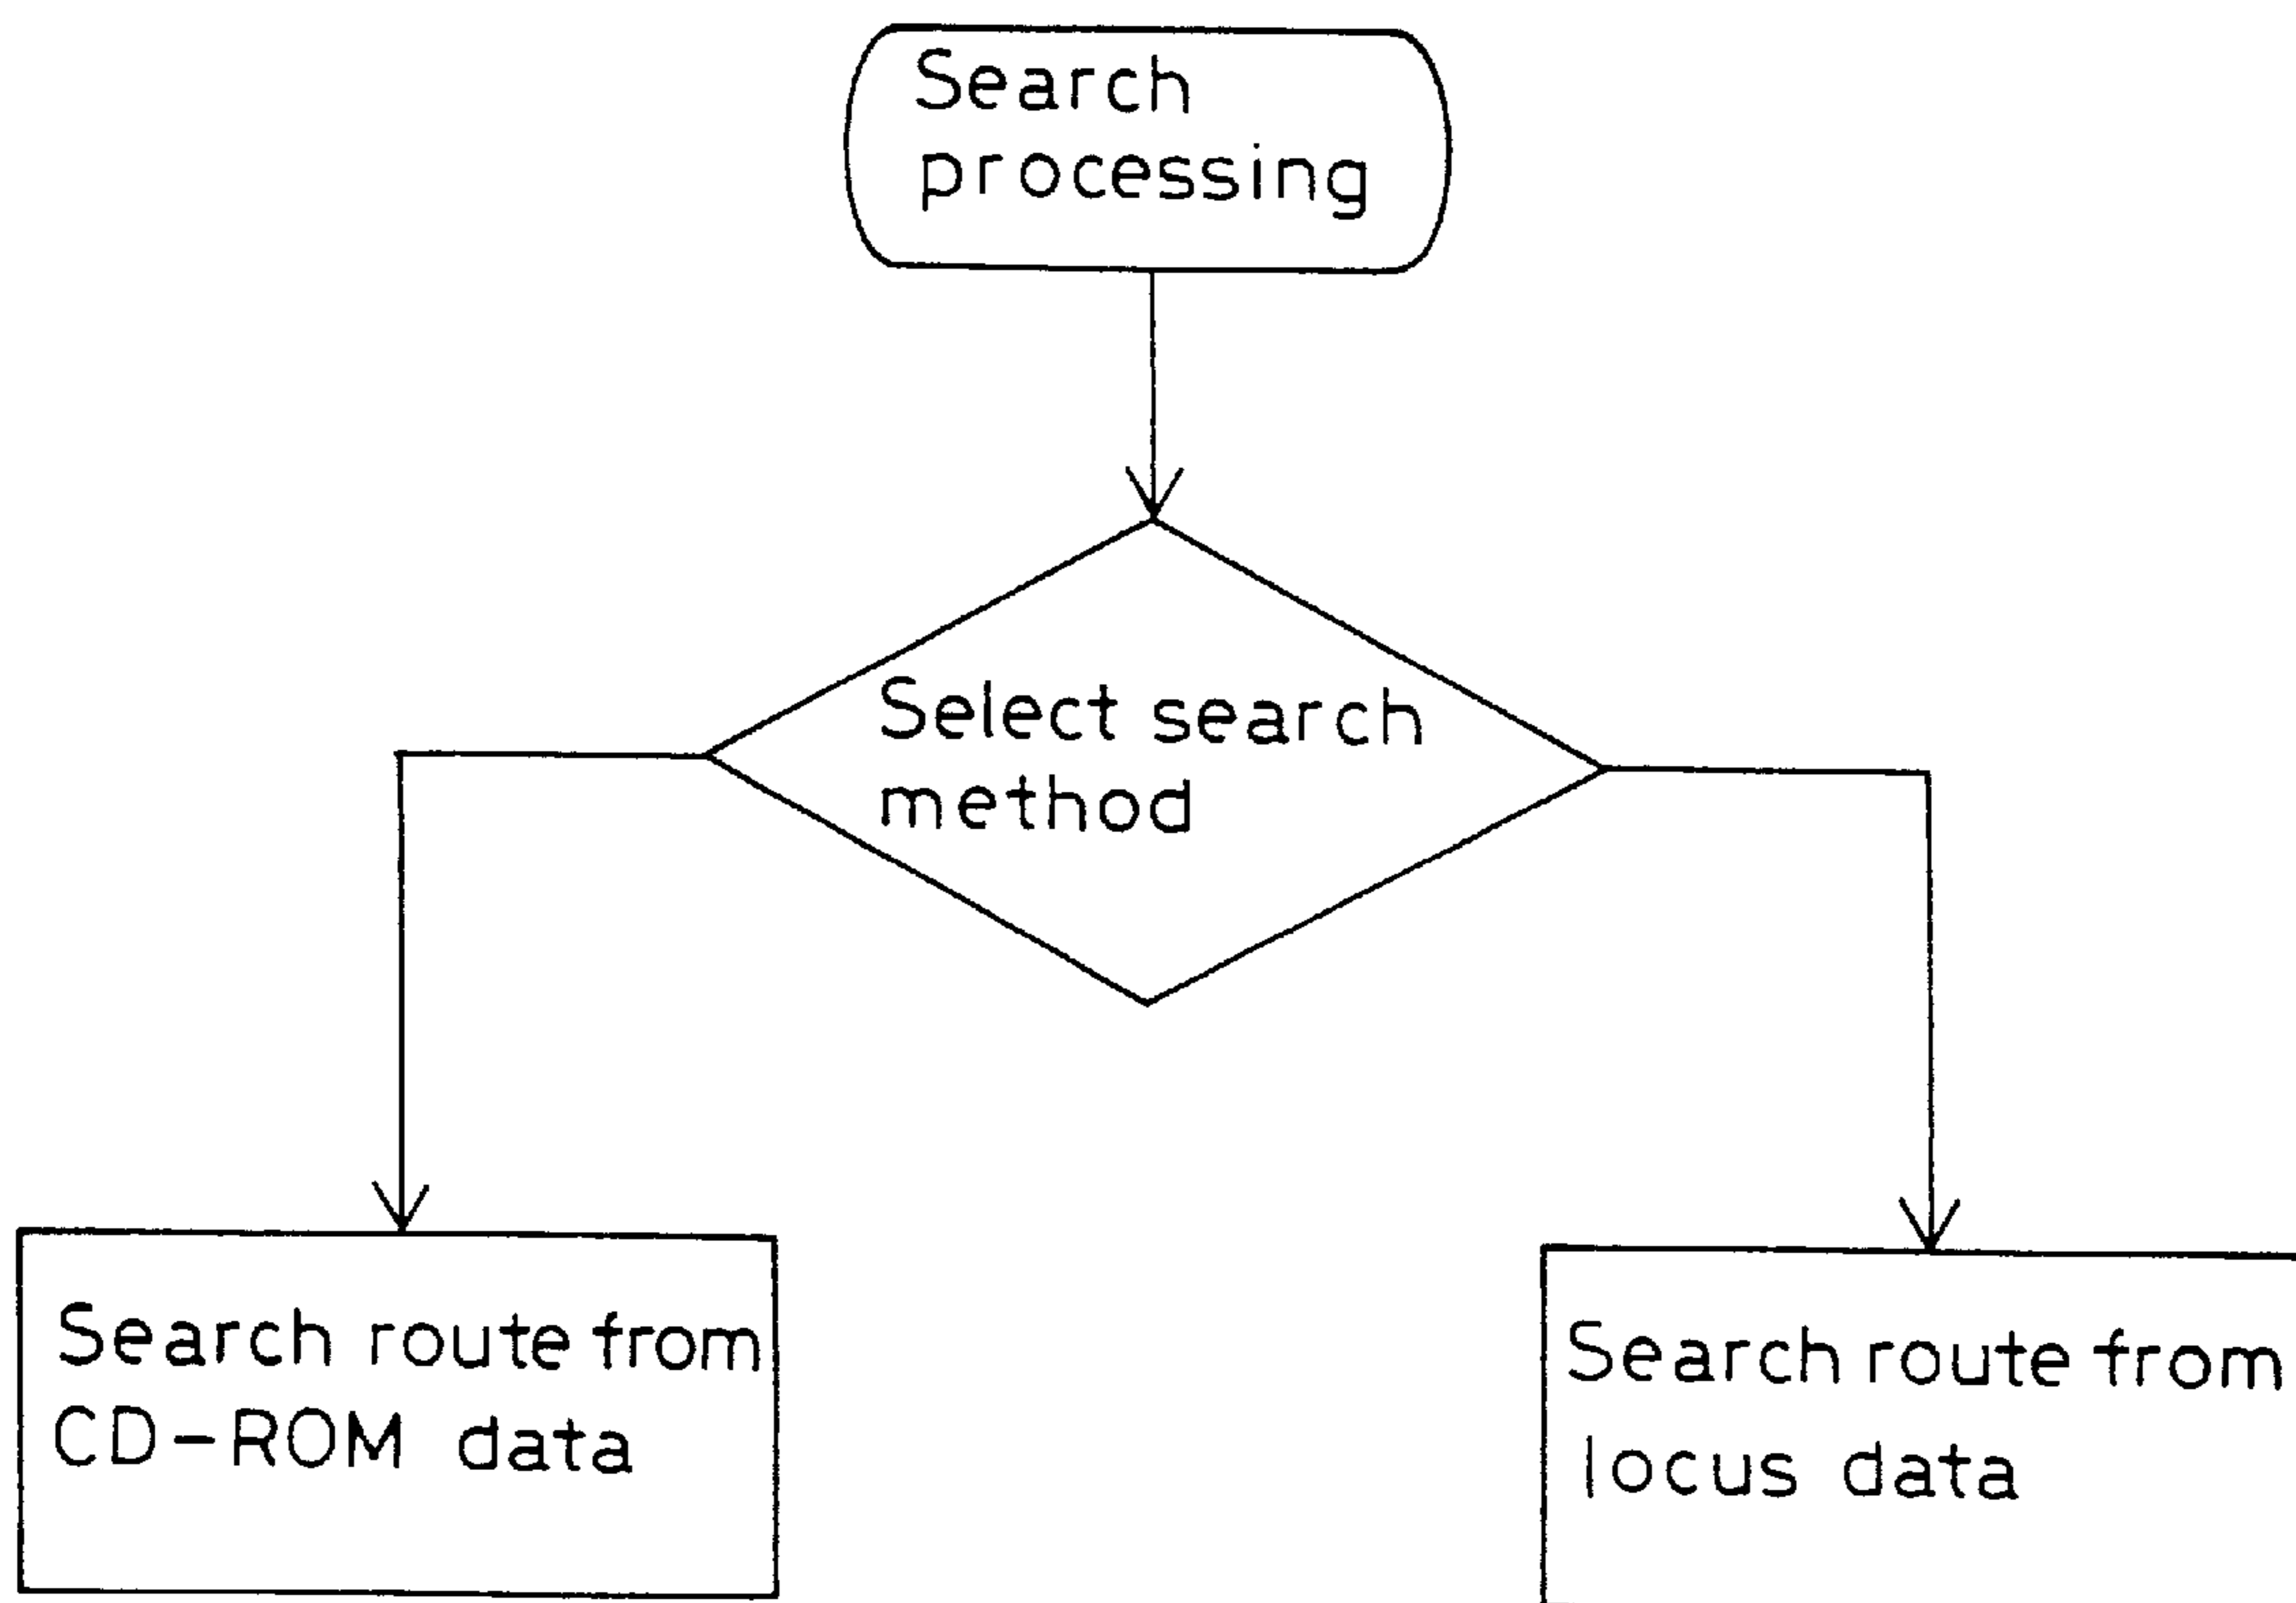 Search
processing
Select search
method
Search route from
CD-ROM data
Search route from
locus data